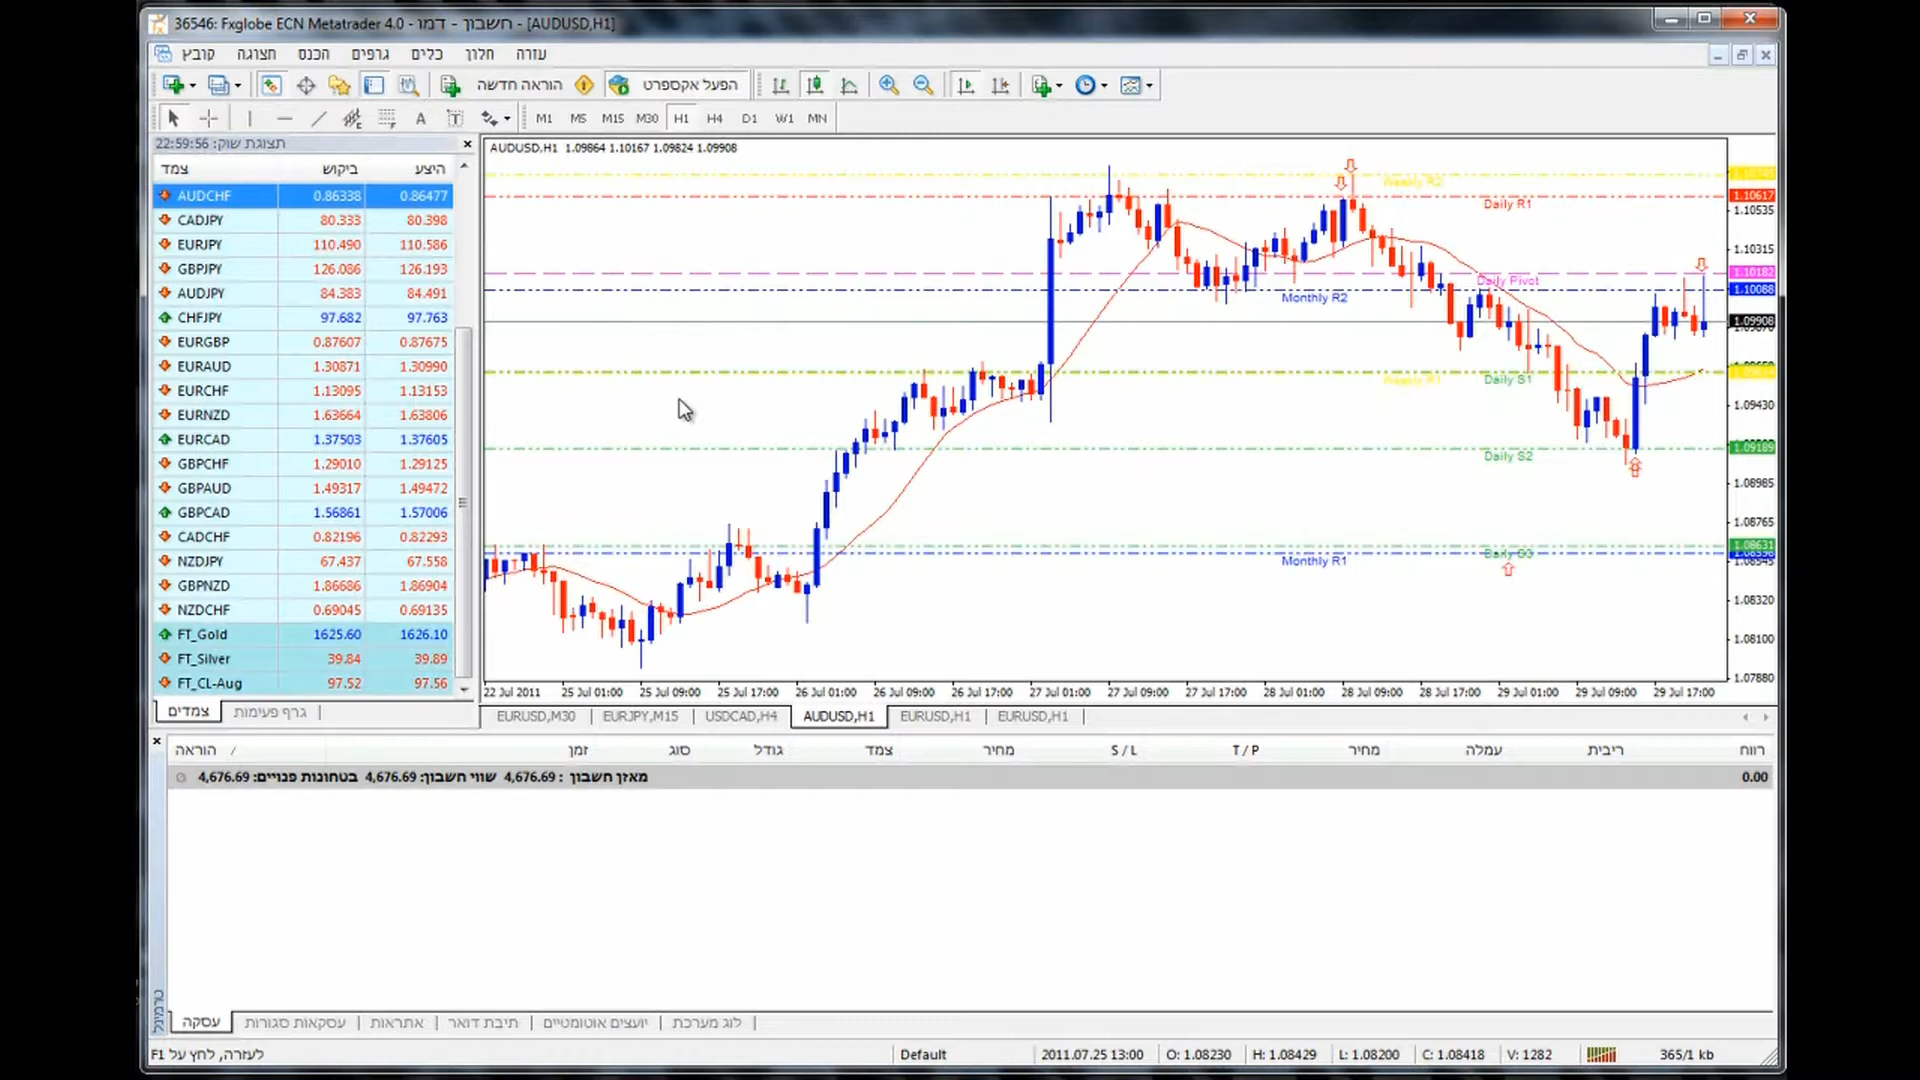 36546: Fxglobe ECN Metatrader 4.0 - חשבון - דמו - [AUDUSD,H1]
קובץ תצוגה הכנס גרפים כלים חלון עזרה
הוראה חדשה הפעל אקספרט
A T M1 M5 M15 M30 H1 H4 D1 W1 MN
תצוגת שוק: 22:59:56
צמד ביקוש היצע
AUDCHF 0.86338 0.86477
CADJPY 80.333 80.398
EURJPY 110.490 110.586
GBPJPY 126.086 126.193
AUDJPY 84.383 84.491
CHFJPY 97.682 97.763
EURGBP 0.87607 0.87675
EURAUD 1.30871 1.30990
EURCHF 1.13095 1.13153
EURNZD 1.63664 1.63806
EURCAD 1.37503 1.37605
GBPCHF 1.29010 1.29125
GBPAUD 1.49317 1.49472
GBPCAD 1.56861 1.57006
CADCHF 0.82196 0.82293
NZDJPY 67.437 67.558
GBPNZD 1.86686 1.86904
NZDCHF 0.69045 0.69135
FT_Gold 1625.60 1626.10
FT_Silver 39.84 39.89
FT_CL-Aug 97.52 97.56
צמדים גרף פעימות
AUDUSD,H1 1.09864 1.10167 1.09824 1.09908
Weekly R2
Daily R1
Daily Pivot
Monthly R2
Weekly R1 Daily S1
Daily S2
Daily S3
Monthly R1
1.10617
1.10535
1.10315
1.10182
1.10088
1.09908
1.09430
1.09189
1.08985
1.08765
1.08631
1.08545
1.08320
1.08100
1.07880
22 Jul 2011 25 Jul 01:00 25 Jul 09:00 25 Jul 17:00 26 Jul 01:00 26 Jul 09:00 26 Jul 17:00 27 Jul 01:00 27 Jul 09:00 27 Jul 17:00 28 Jul 01:00 28 Jul 09:00 28 Jul 17:00 29 Jul 01:00 29 Jul 09:00 29 Jul 17:00
EURUSD,M30 EURJPY,M15 USDCAD,H4 AUDUSD,H1 EURUSD,H1 EURUSD,H1
הוראה / זמן סוג גודל צמד מחיר S / L T / P מחיר עמלה ריבית רווח
מאזן חשבון : 4,676.69 שווי חשבון: 4,676.69 בטחונות פנויים: 4,676.69 0.00
טרמינל
עסקה עסקאות סגורות אתראות תיבת דואר יועצים אוטומטיים לוג מערכת
לעזרה, לחץ על F1 Default 2011.07.25 13:00 O: 1.08230 H: 1.08429 L: 1.08200 C: 1.08418 V: 1282 365/1 kb